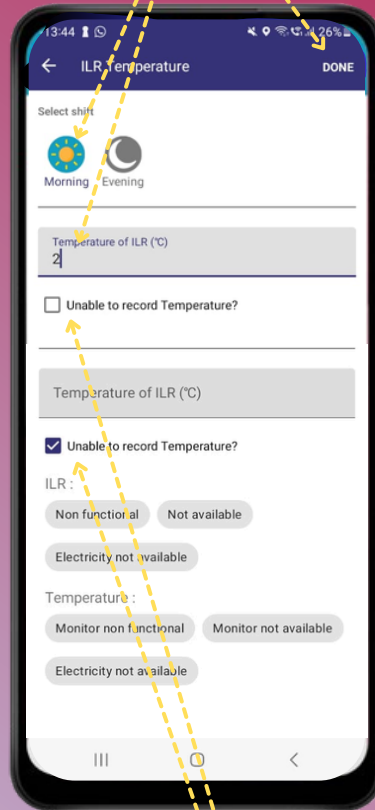 13:44 26%
ILR Temperature DONE
Select shift
Morning Evening
Temperature of ILR (°C)
2
Unable to record Temperature?
Temperature of ILR (°C)
Unable to record Temperature?
ILR :
Non functional Not available
Electricity not available
Temperature :
Monitor non functional Monitor not available
Electricity not available